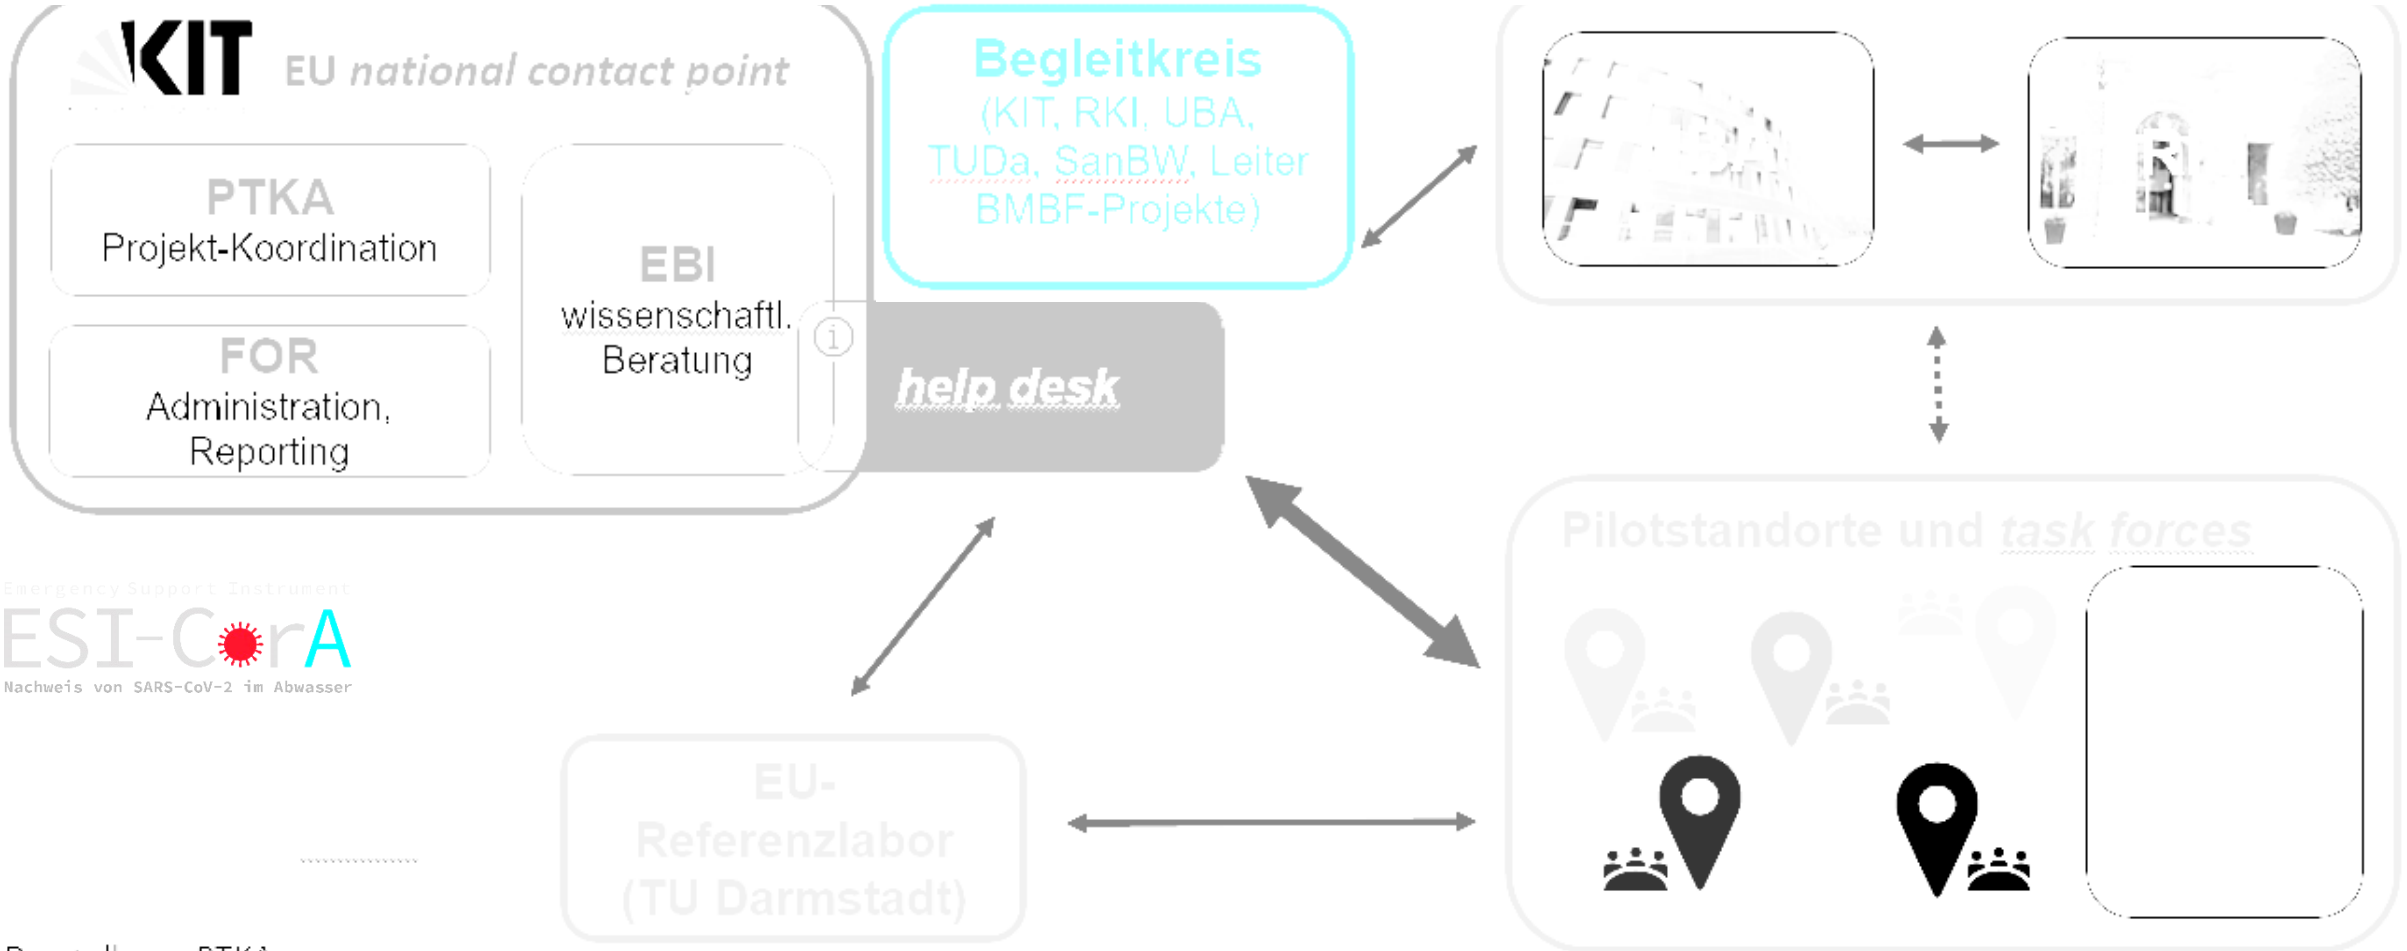 KIT
EU national contact point
PTKA
Projekt-Koordination
FOR
Administration,
Reporting
EBI
wissenschaftl.
Beratung
i
help desk
Begleitkreis
(KIT, RKI, UBA,
TUDa, SanBW, Leiter
BMBF-Projekte)
Pilotstandorte und task forces
Emergency Support Instrument
ESI-CorA
Nachweis von SARS-CoV-2 im Abwasser
EU-
Referenzlabor
(TU Darmstadt)
PTKA